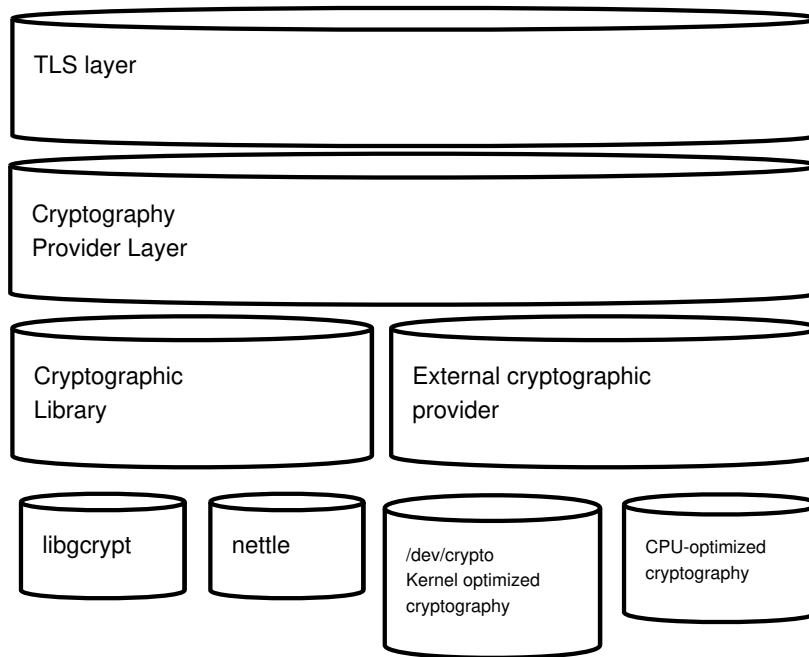 TLS layer
Cryptography
Provider Layer
Cryptographic
Library
External cryptographic
provider
libgcrypt
nettle
/dev/crypto
Kernel optimized
cryptography
CPU-optimized
cryptography